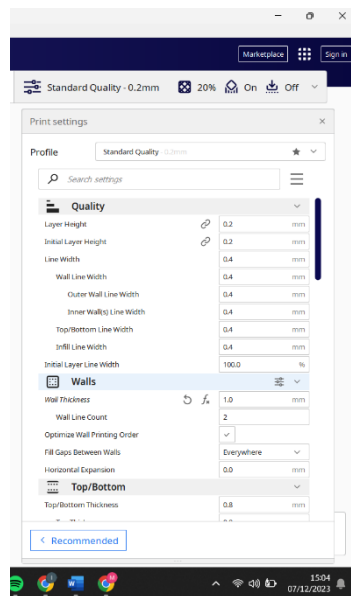 Marketplace Sign in
Standard Quality - 0.2mm 20% On Off
Print settings
Profile Standard Quality - 0.2mm
Search settings
Quality
Layer Height 0.2 mm
Initial Layer Height 0.2 mm
Line Width 0.4 mm
Wall Line Width 0.4 mm
Outer Wall Line Width 0.4 mm
Inner Wall(s) Line Width 0.4 mm
Top/Bottom Line Width 0.4 mm
Infill Line Width 0.4 mm
Initial Layer Line Width 100.0 %
Walls
Wall Thickness 1.0 mm
Wall Line Count 2
Optimize Wall Printing Order
Fill Gaps Between Walls Everywhere
Horizontal Expansion 0.0 mm
Top/Bottom
Top/Bottom Thickness 0.8 mm
Recommended
15:04
07/12/2023